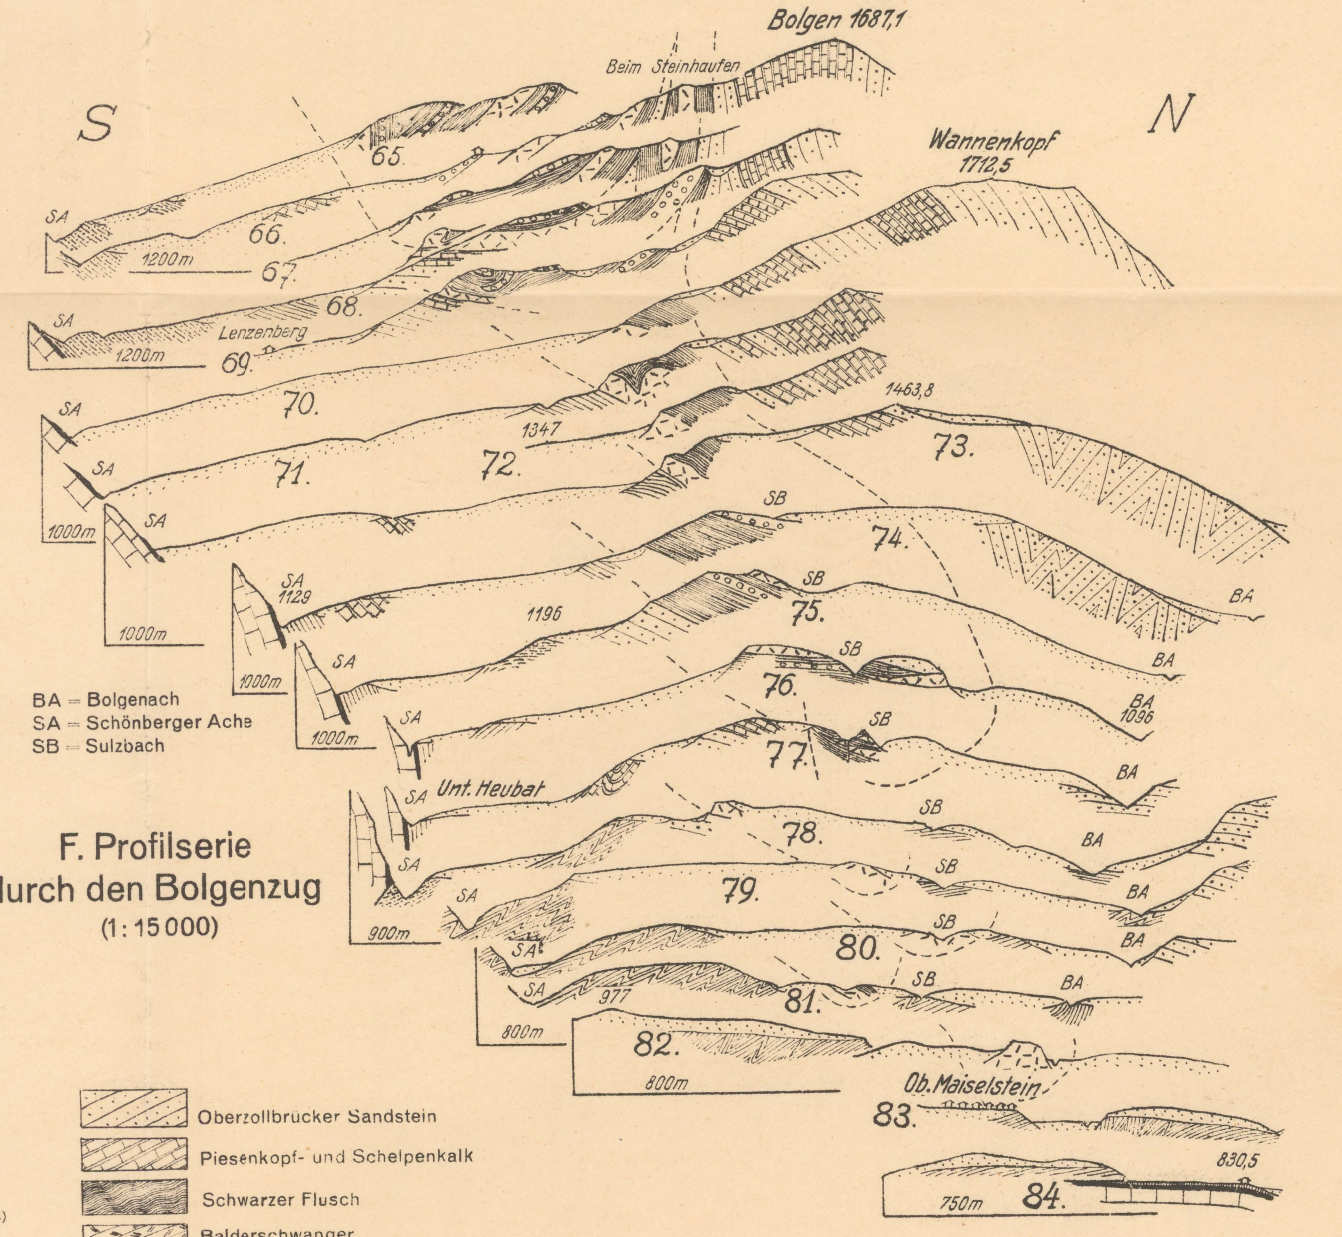 Bolgen 1687,1
Beim Steinhaufen
S
N
Wannenkopf
1712,5
65.
SA
66.
1200m
67.
68.
SA
Lenzenberg
1200m
69.
70.
SA
1347
1463,8
71.
72.
73.
SA
1000m
SA
SB
74.
SA
1129
1196
SB
75.
BA
1000m
SA
1000m
SB
76.
BA
BA = Bolgenach
SA = Schönberger Ache
SB = Sulzbach
BA
1096
1000m
SA
SB
77.
BA
Unt. Heubat
SA
SB
78.
BA
F. Profilserie
durch den Bolgenzug
(1:15 000)
SA
SB
79.
BA
SA
900m
SB
80.
BA
SA
SA
977
81.
SB
BA
800m
82.
800m
Ob. Maiselstein
83.
830,5
84.
750m
Oberzollbrücker Sandstein
Piesenkopf- und Schelpenkalk
Schwarzer Flusch
Balderschwanger